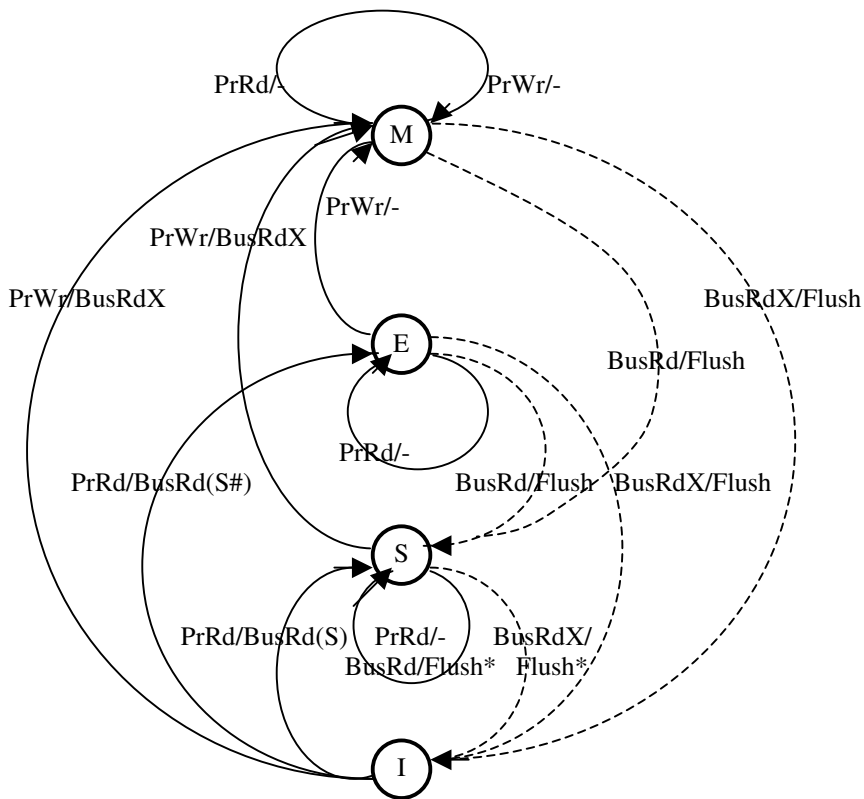 PrRd/- PrWr/-
M
PrWr/-
PrWr/BusRdX
PrWr/BusRdX BusRdX/Flush
E
BusRd/Flush
PrRd/-
PrRd/BusRd(S#) BusRd/Flush BusRdX/Flush
S
PrRd/BusRd(S) PrRd/- BusRdX/
BusRd/Flush* Flush*
I